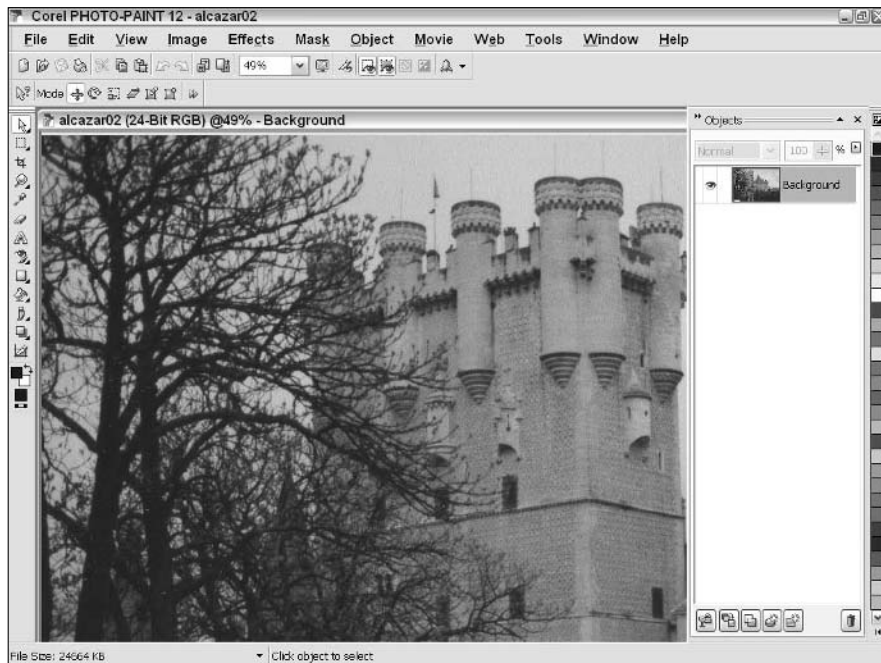 Corel PHOTO-PAINT 12 - alcazar02
File Edit View Image Effects Mask Object Movie Web Tools Window Help
49%
Mode
alcazar02 (24-Bit RGB) @49% - Background
Objects
Normal 100 %
Background
File Size: 24664 KB Click object to select